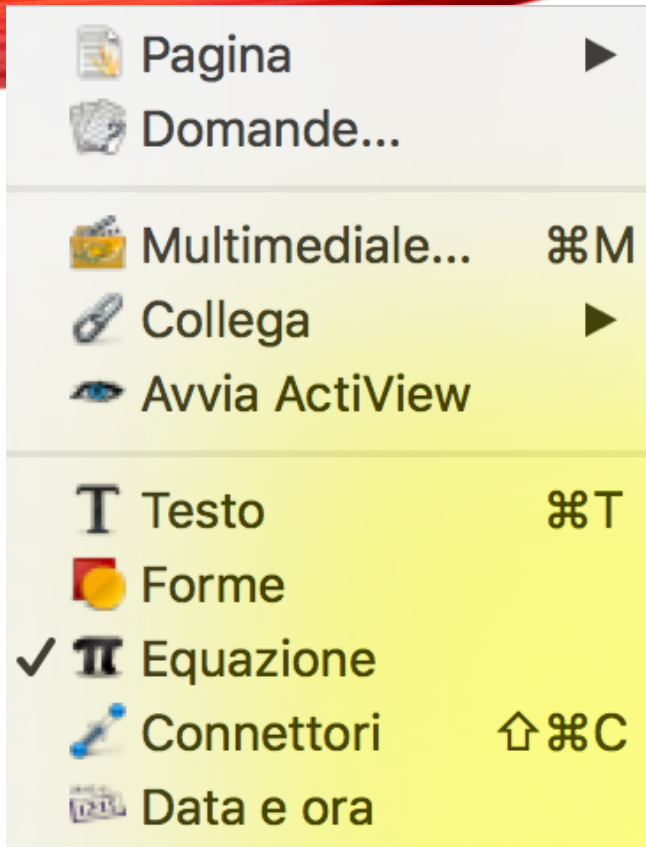 Pagina ▶
Domande...
Multimediale... ⌘M
Collega ▶
Avvia ActiView
T Testo ⌘T
Forme
✓ π Equazione
Connettori ⇧⌘C
Data e ora